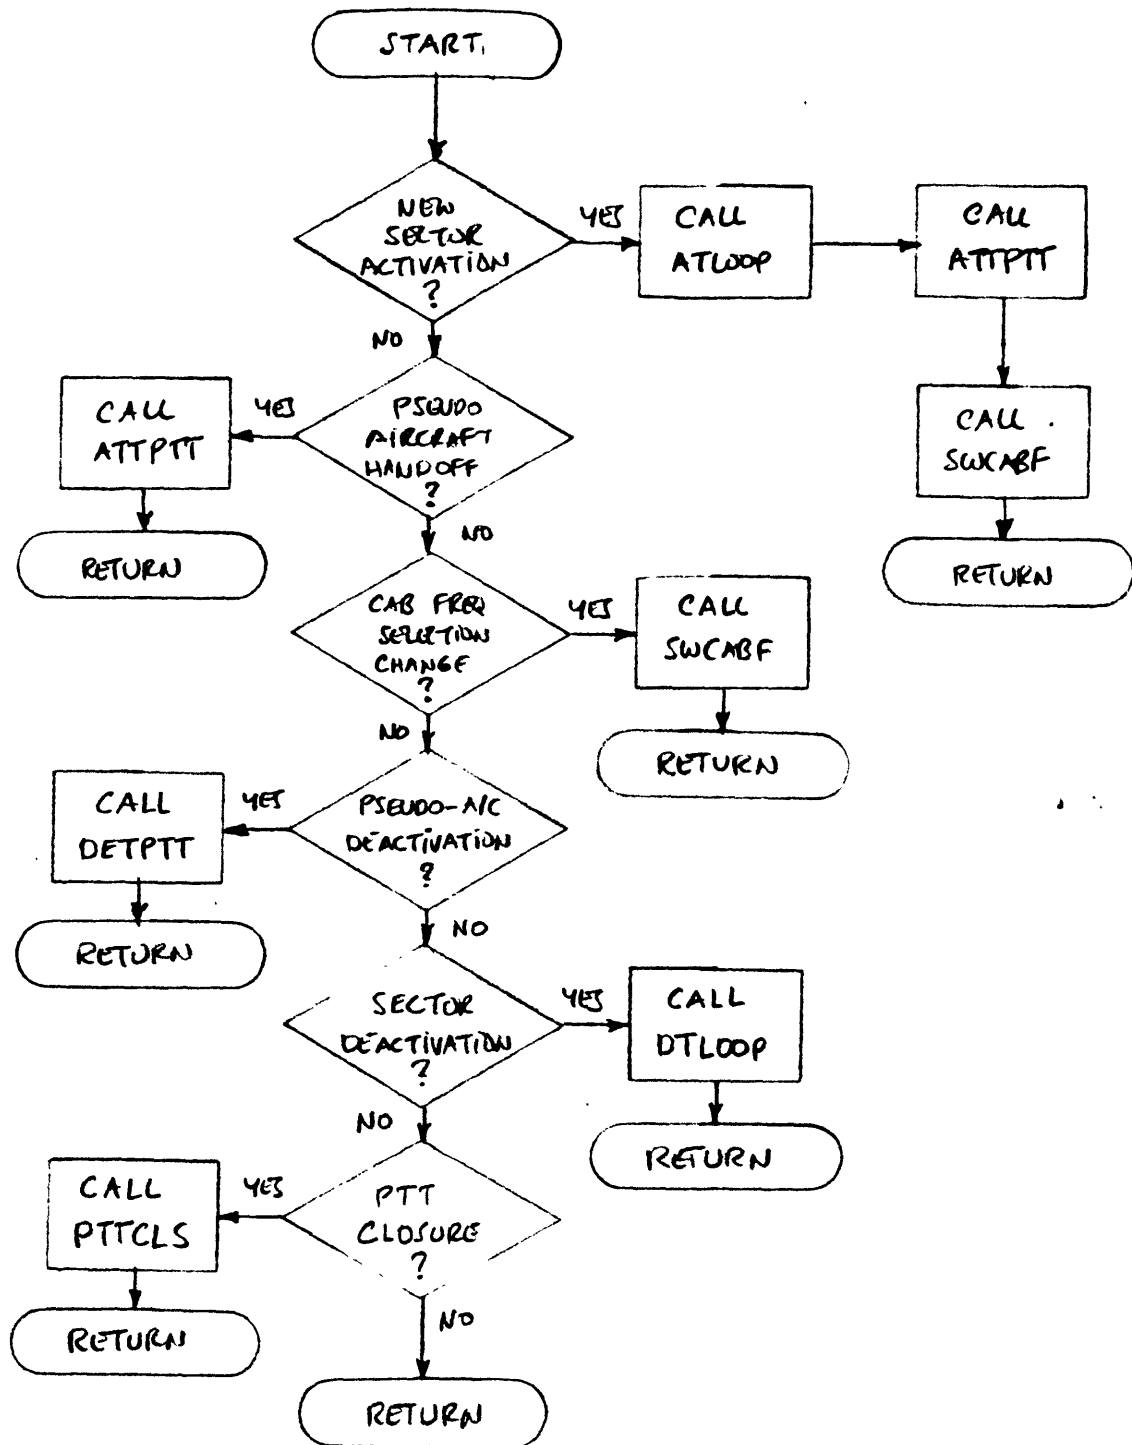 START
NEW
SECTOR
ACTIVATION
?
YES
CALL
ATLOOP
CALL
ATTPTT
CALL
SWCABF
RETURN
NO
PSEUDO
AIRCRAFT
HANDOFF
?
YES
CALL
ATTPTT
RETURN
NO
CAB FREQ
SELECTION
CHANGE
?
YES
CALL
SWCABF
RETURN
NO
PSEUDO-A/C
DEACTIVATION
?
YES
CALL
DETPTT
RETURN
NO
SECTOR
DEACTIVATION
?
YES
CALL
DTLOOP
RETURN
NO
PTT
CLOSURE
?
YES
CALL
PTTCLS
RETURN
NO
RETURN